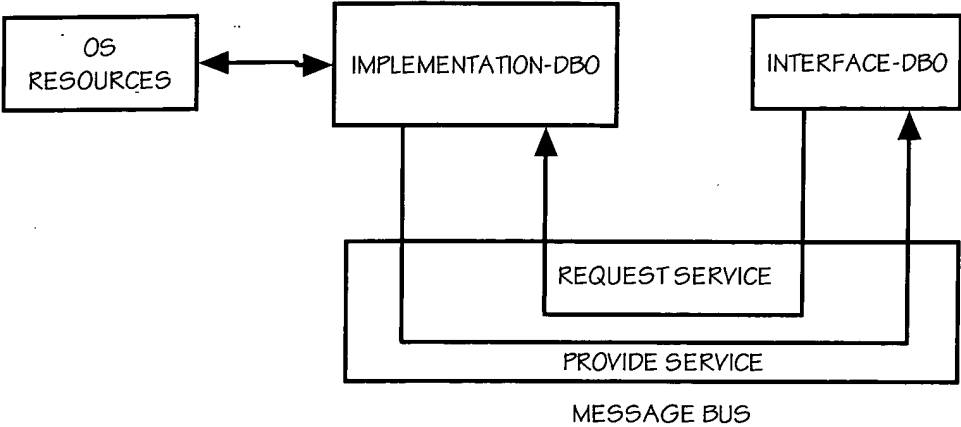 OS
RESOURCES
IMPLEMENTATION-DBO
INTERFACE-DBO
REQUEST SERVICE
PROVIDE SERVICE
MESSAGE BUS